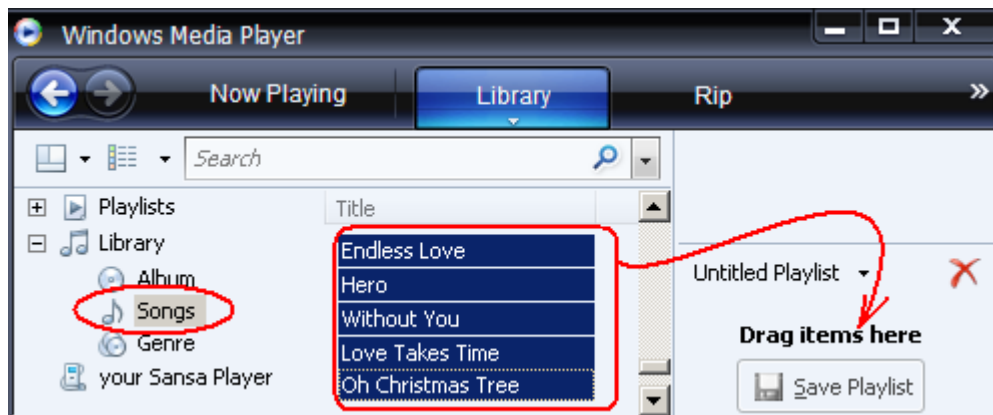 Windows Media Player
Now Playing Library Rip »
Search
Playlists
Library
Album
Songs
Genre
your Sansa Player
Title
Endless Love
Hero
Without You
Love Takes Time
Oh Christmas Tree
Untitled Playlist
Drag items here
Save Playlist